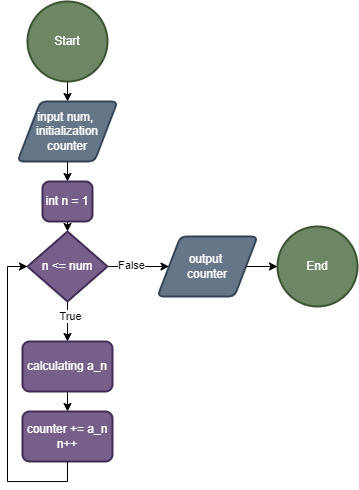 Start
input num,
initialization
counter
int n = 1
n <= num
False
output
counter
End
True
calculating a_n
counter += a_n
n++